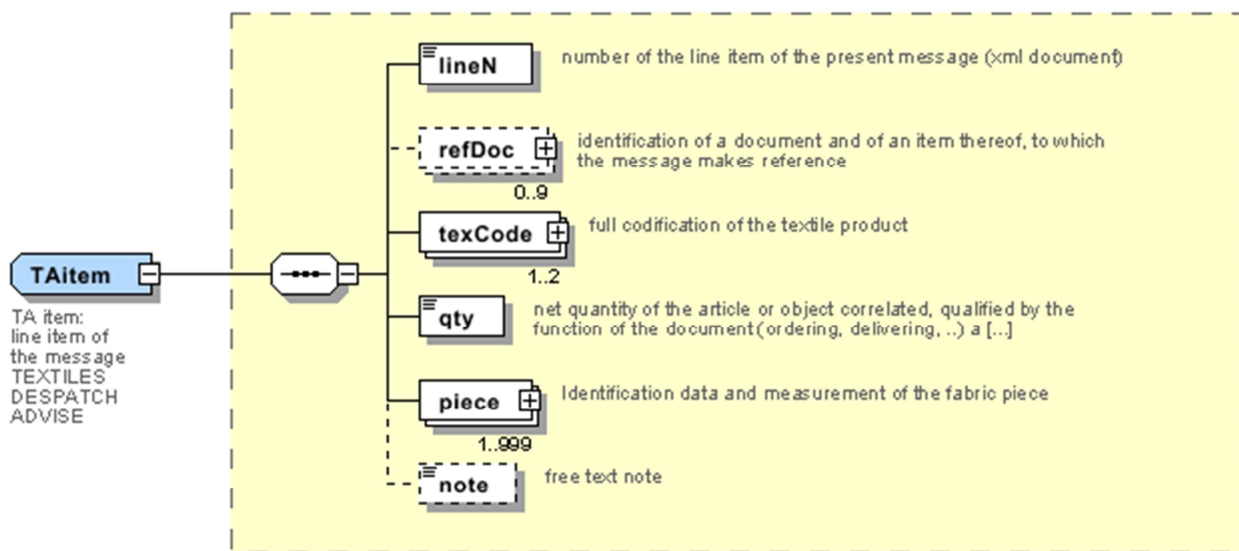 lineN
number of the line item of the present message (xml document)
refDoc
identification of a document and of an item thereof, to which
the message makes reference
0..9
texCode
full codification of the textile product
1..2
TAitem
TA item:
line item of
the message
TEXTILES
DESPATCH
ADVISE
qty
net quantity of the article or object correlated, qualified by the
function of the document (ordering, delivering, ..) a [...]
piece
Identification data and measurement of the fabric piece
1..999
note
free text note